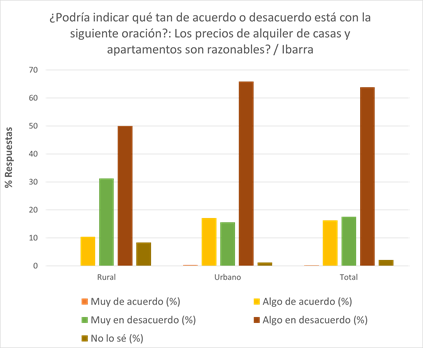 ¿Podría indicar qué tan de acuerdo o desacuerdo está con la
siguiente oración?: Los precios de alquiler de casas y
apartamentos son razonables? / Ibarra
% Respuestas
70
60
50
40
30
20
10
0
Rural Urbano Total
Muy de acuerdo (%) Algo de acuerdo (%)
Muy en desacuerdo (%) Algo en desacuerdo (%)
No lo sé (%)